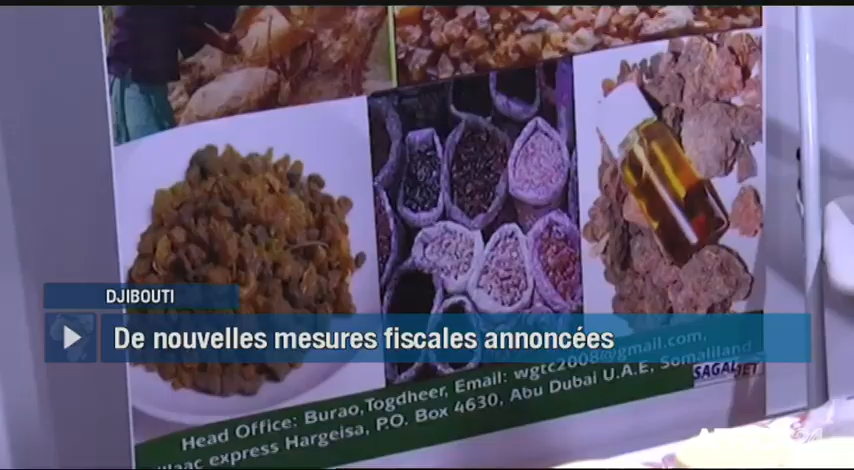 DJIBOUTI
De nouvelles mesures fiscales annoncées
Head Office: Burao,Togdheer, Email: wgtc2008@gmail.com,
express Hargeisa, P.O. Box 4630, Abu Dubai U.A.E, Somaliland
SAGALJET